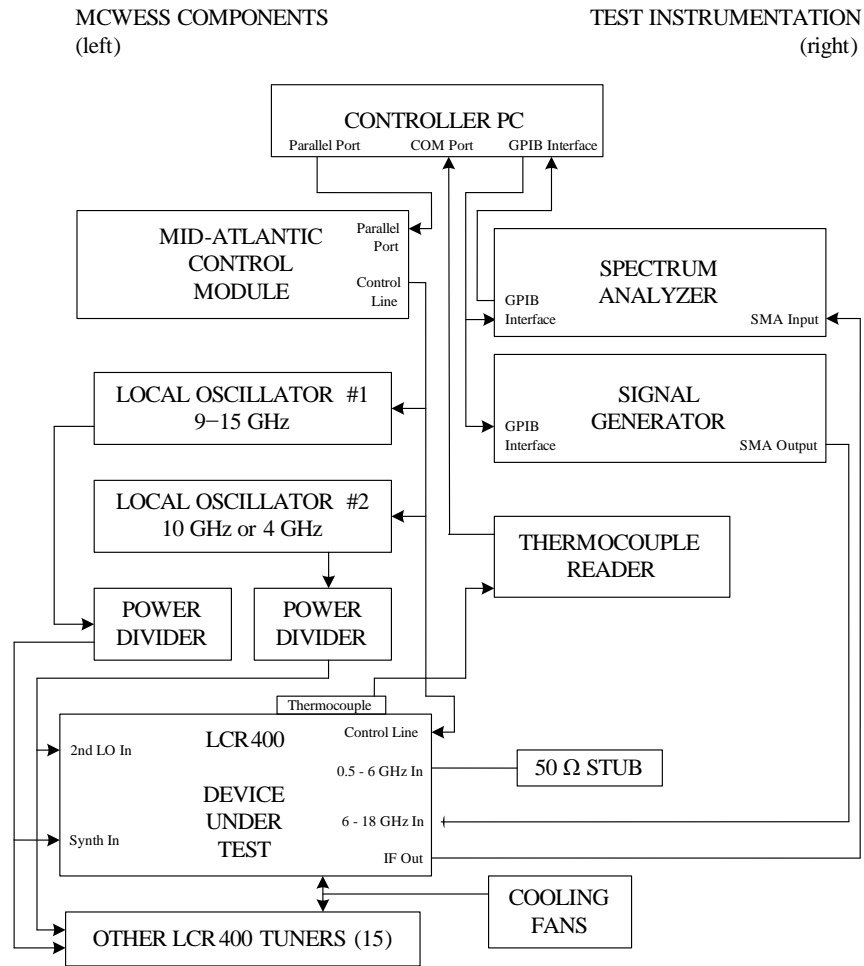 MCWESS COMPONENTS
(left)
TEST INSTRUMENTATION
(right)
CONTROLLER PC
Parallel Port
COM Port
GPIB Interface
MID-ATLANTIC
CONTROL
MODULE
Parallel
Port
Control
Line
SPECTRUM
ANALYZER
GPIB
Interface
SMA Input
LOCAL OSCILLATOR #1
9−15 GHz
SIGNAL
GENERATOR
GPIB
Interface
SMA Output
LOCAL OSCILLATOR #2
10 GHz or 4 GHz
THERMOCOUPLE
READER
POWER
DIVIDER
POWER
DIVIDER
Thermocouple
LCR400
DEVICE
UNDER
TEST
2nd LO In
Synth In
Control Line
0.5 - 6 GHz In
6 - 18 GHz In
IF Out
50 Ω STUB
COOLING
FANS
OTHER LCR400 TUNERS (15)